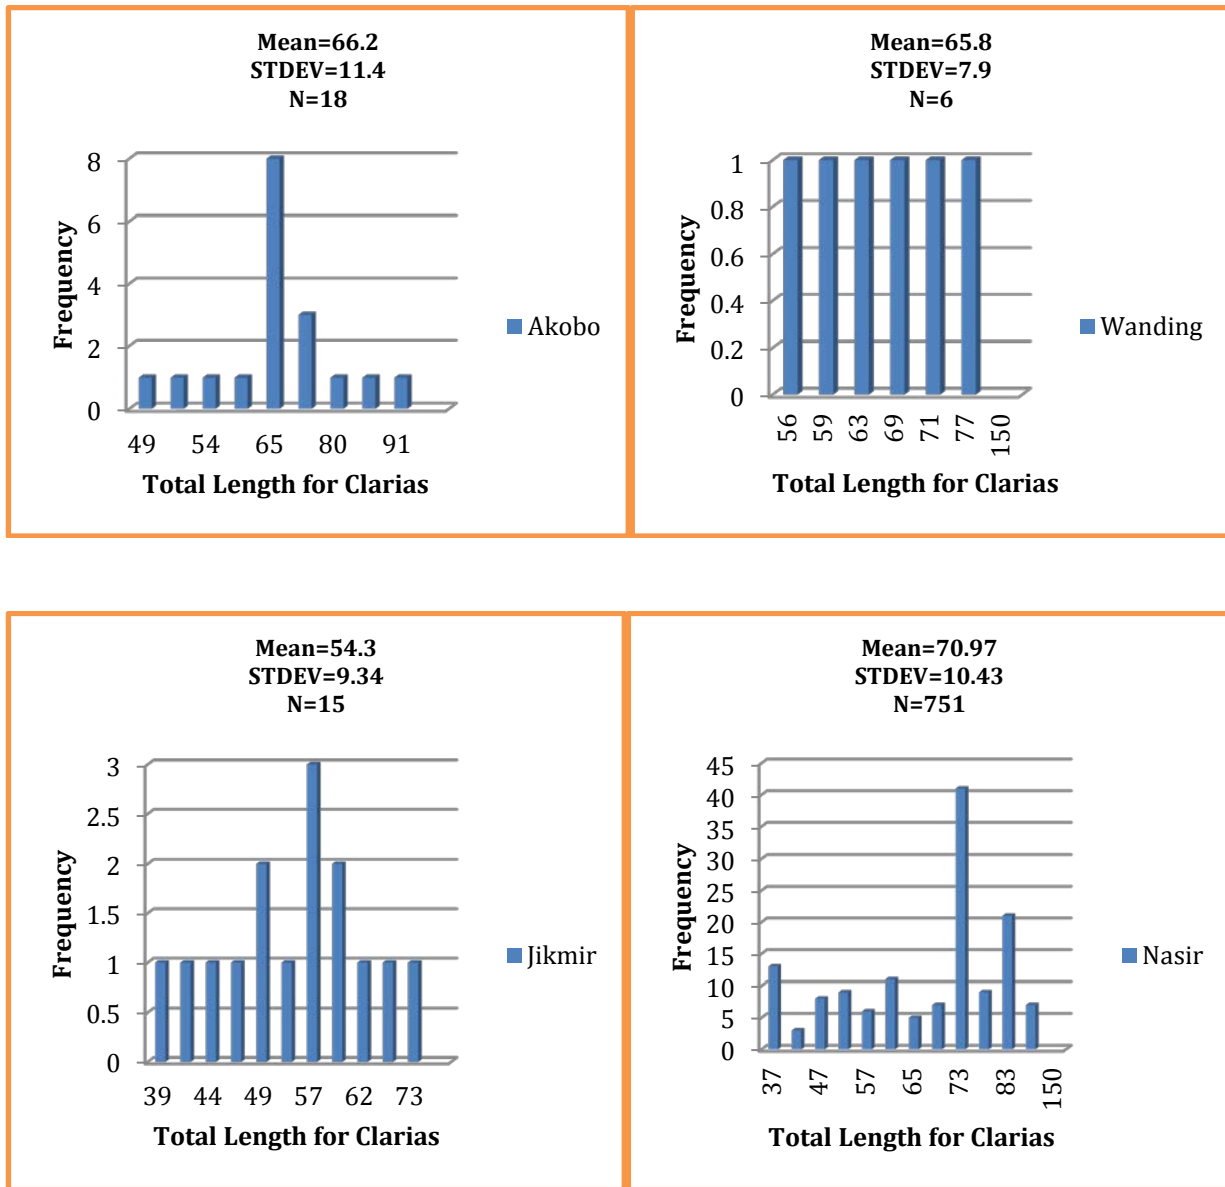 Mean=66.2
STDEV=11.4
N=18
8
6
4
2
0
Frequency
49 54 65 80 91
Total Length for Clarias
Akobo
Mean=65.8
STDEV=7.9
N=6
1
0.8
0.6
0.4
0.2
0
Frequency
56 59 63 69 71 77 150
Total Length for Clarias
Wanding
Mean=54.3
STDEV=9.34
N=15
3
2.5
2
1.5
1
0.5
0
Frequency
39 44 49 57 62 73
Total Length for Clarias
Jikmir
Mean=70.97
STDEV=10.43
N=751
45
40
35
30
25
20
15
10
5
0
Frequency
37 47 57 65 73 83 150
Total Length for Clarias
Nasir